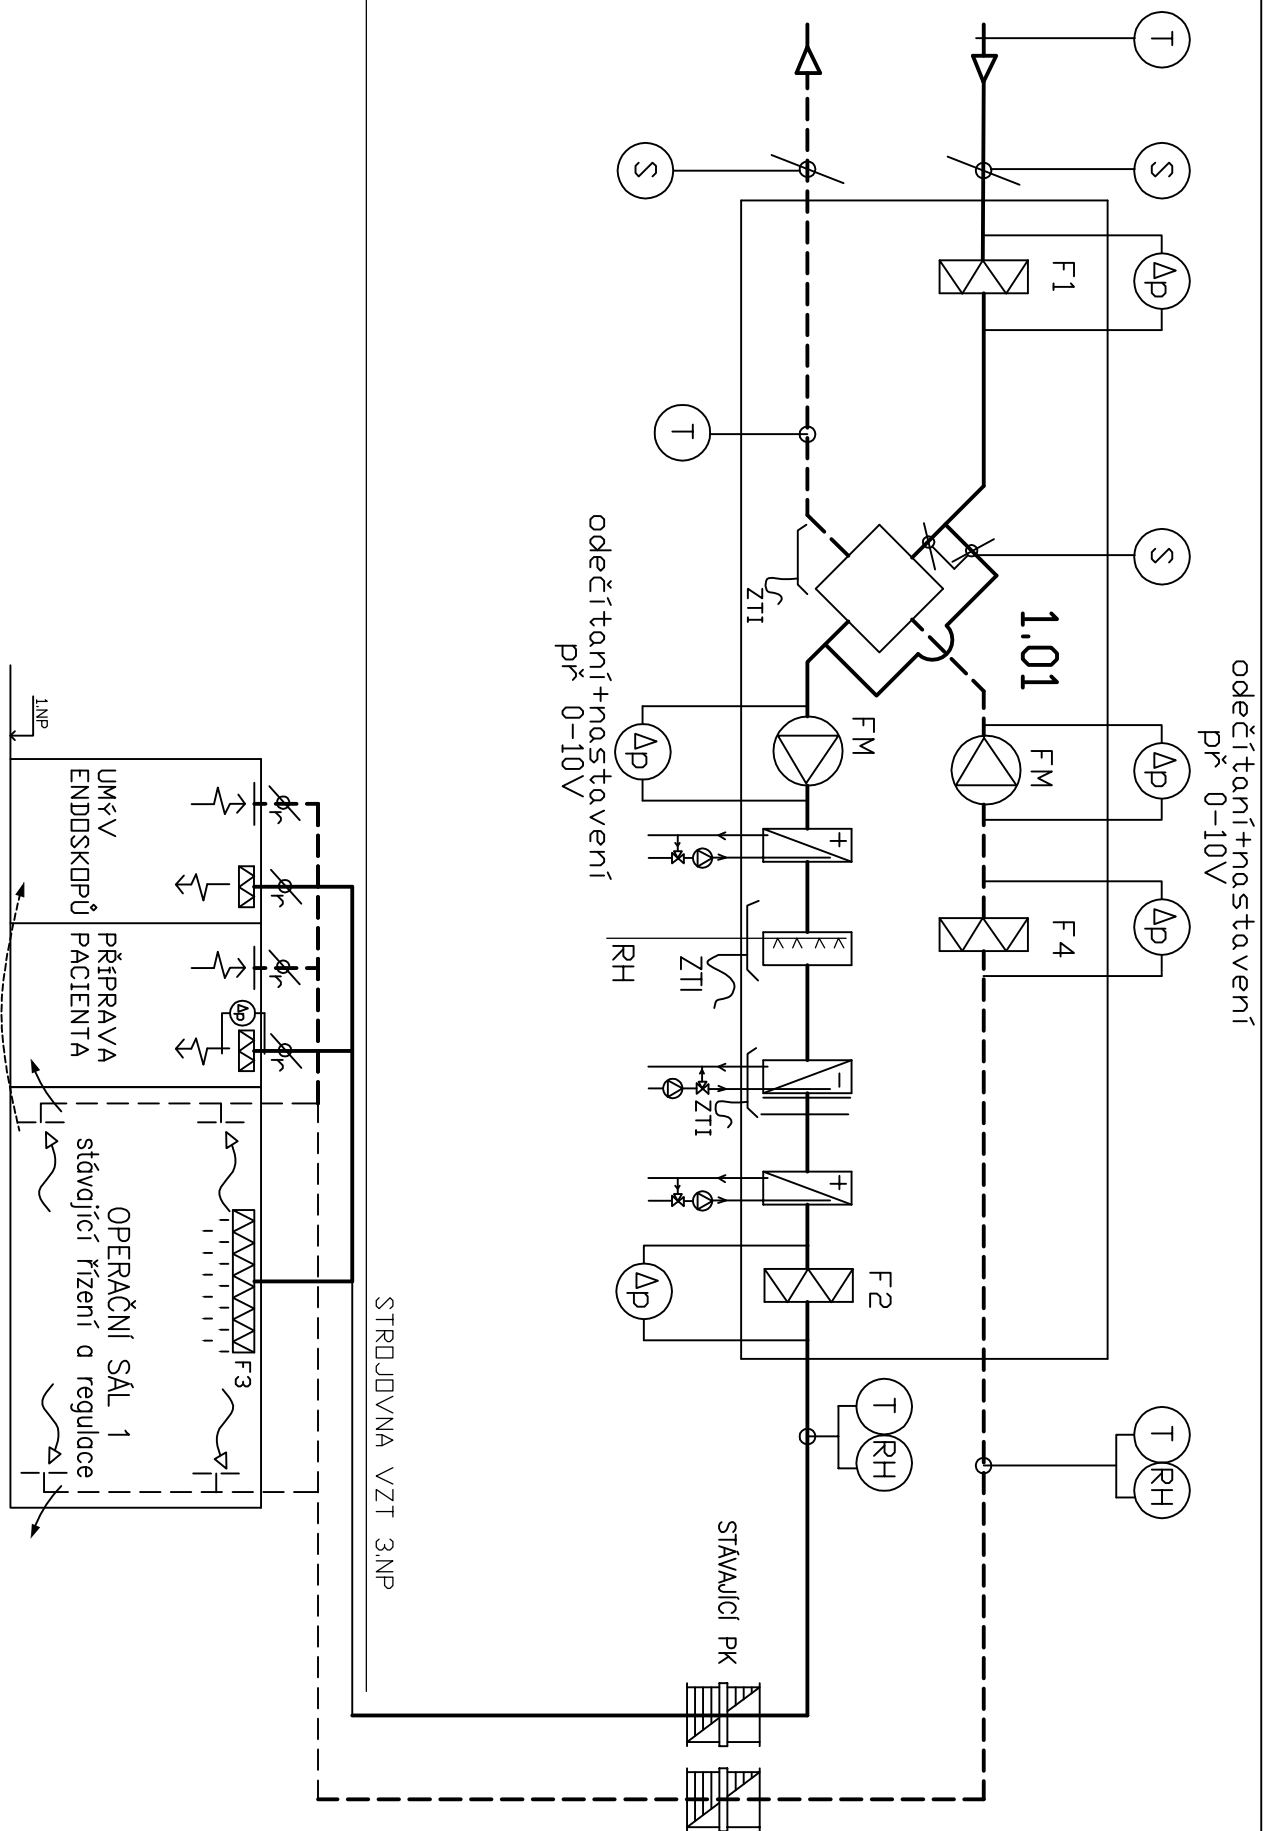 T
S
Δp
S
odečítaní+nastavení
př 0-10V
Δp
Δp
T
RH
F1
1.01
FM
F4
S
T
ZTI
odečítaní+nastavení
př 0-10V
Δp
FM
RH
ZTI
ZTI
Δp
F2
T
RH
STÁVAJÍCÍ PK
STROJOVNA VZT 3.NP
1.NP
UMÝV
ENDOSKOPŮ
r
r
PŘÍPRAVA
PACIENTA
r
r
Δp
F3
OPERAČNÍ SÁL 1
stávající řízení a regulace